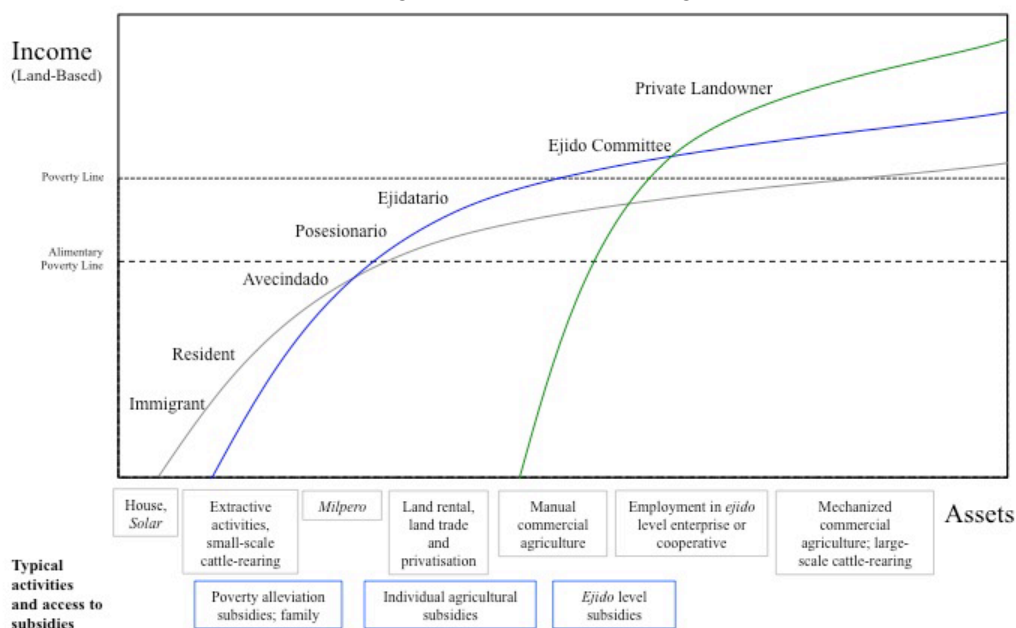 Income
(Land-Based)
Private Landowner
Ejido Committee
Poverty Line
Ejidatario
Posesionario
Alimentary
Poverty Line
Avecindado
Resident
Immigrant
House,
Solar
Extractive
activities,
small-scale
cattle-rearing
Milpero
Land rental,
land trade
and
privatisation
Manual
commercial
agriculture
Employment in ejido
level enterprise or
cooperative
Mechanized
commercial
agriculture; large-
scale cattle-rearing
Assets
Typical
activities
and access to
subsidies
Poverty alleviation
subsidies; family
Individual agricultural
subsidies
Ejido level
subsidies